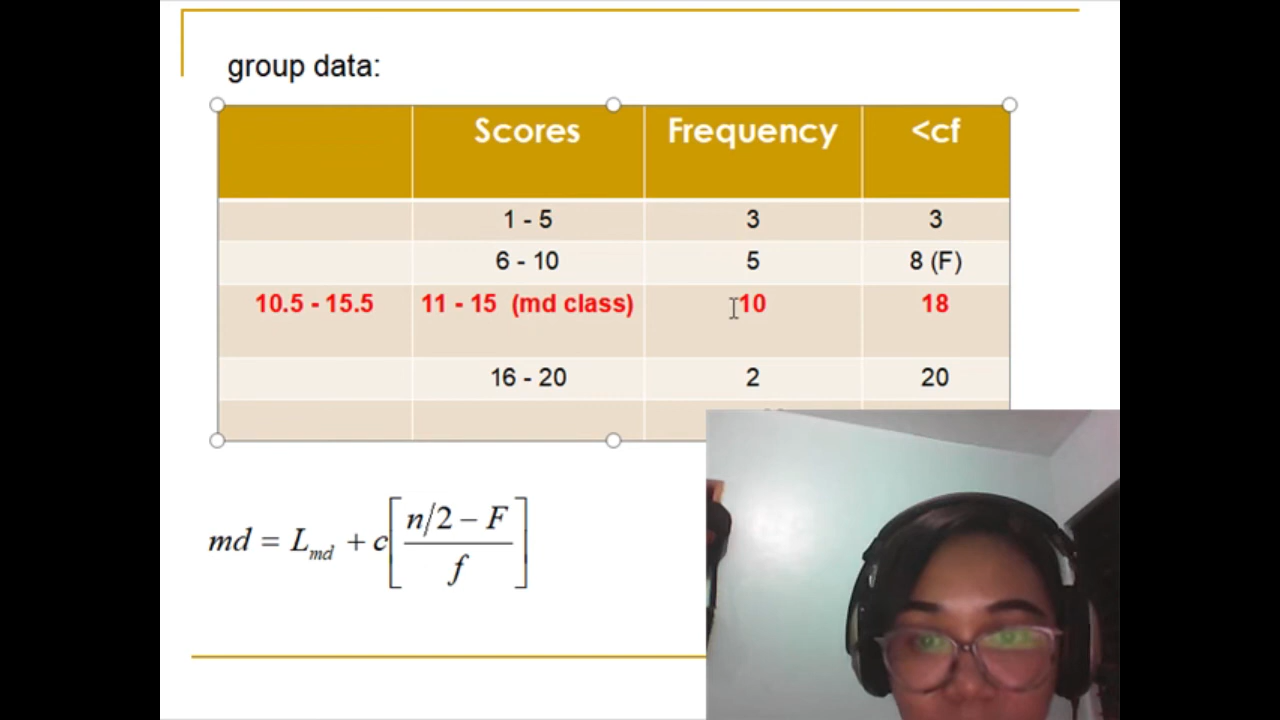 group data:
Scores Frequency <cf
1 - 5 3 3
6 - 10 5 8 (F)
10.5 - 15.5 11 - 15 (md class) 10 18
16 - 20 2 20
md = L_md + c[(n/2 − F)/f]